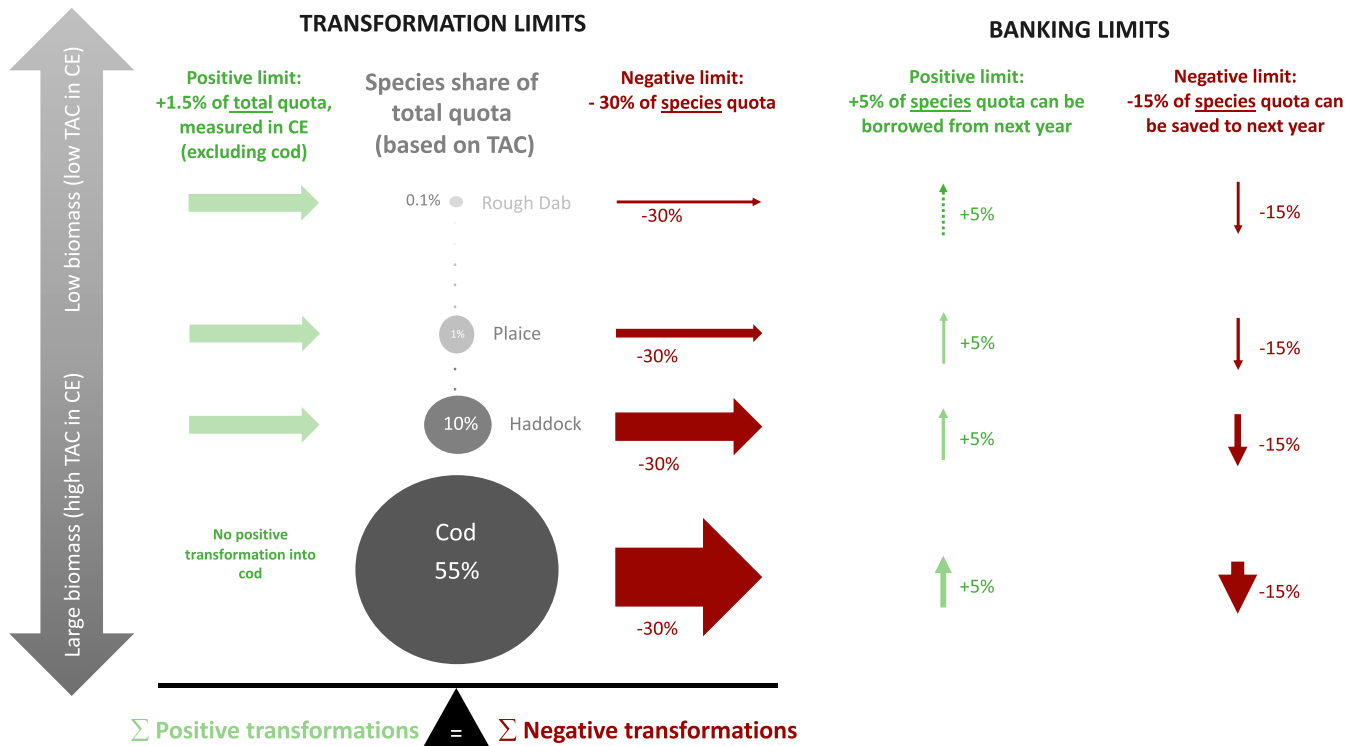 TRANSFORMATION LIMITS
BANKING LIMITS
Low biomass (low TAC in CE)
Large biomass (high TAC in CE)
Positive limit:
+1.5% of total quota,
measured in CE
(excluding cod)
Species share of
total quota
(based on TAC)
Negative limit:
- 30% of species quota
Positive limit:
+5% of species quota can be
borrowed from next year
Negative limit:
-15% of species quota can
be saved to next year
0.1%
Rough Dab
-30%
+5%
-15%
1%
Plaice
-30%
+5%
-15%
10%
Haddock
-30%
+5%
-15%
No positive
transformation into
cod
Cod
55%
-30%
+5%
-15%
∑ Positive transformations
=
∑ Negative transformations